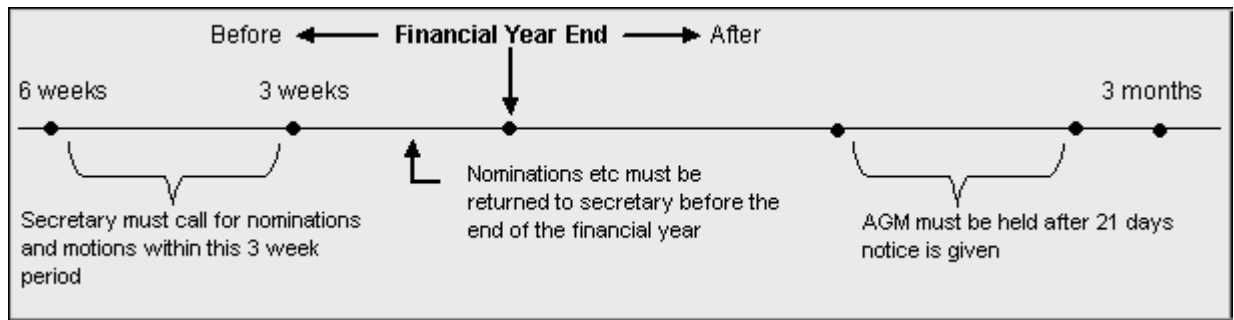 Before Financial Year End After
6 weeks 3 weeks 3 months
Secretary must call for nominations
and motions within this 3 week
period
Nominations etc must be
returned to secretary before the
end of the financial year
AGM must be held after 21 days
notice is given